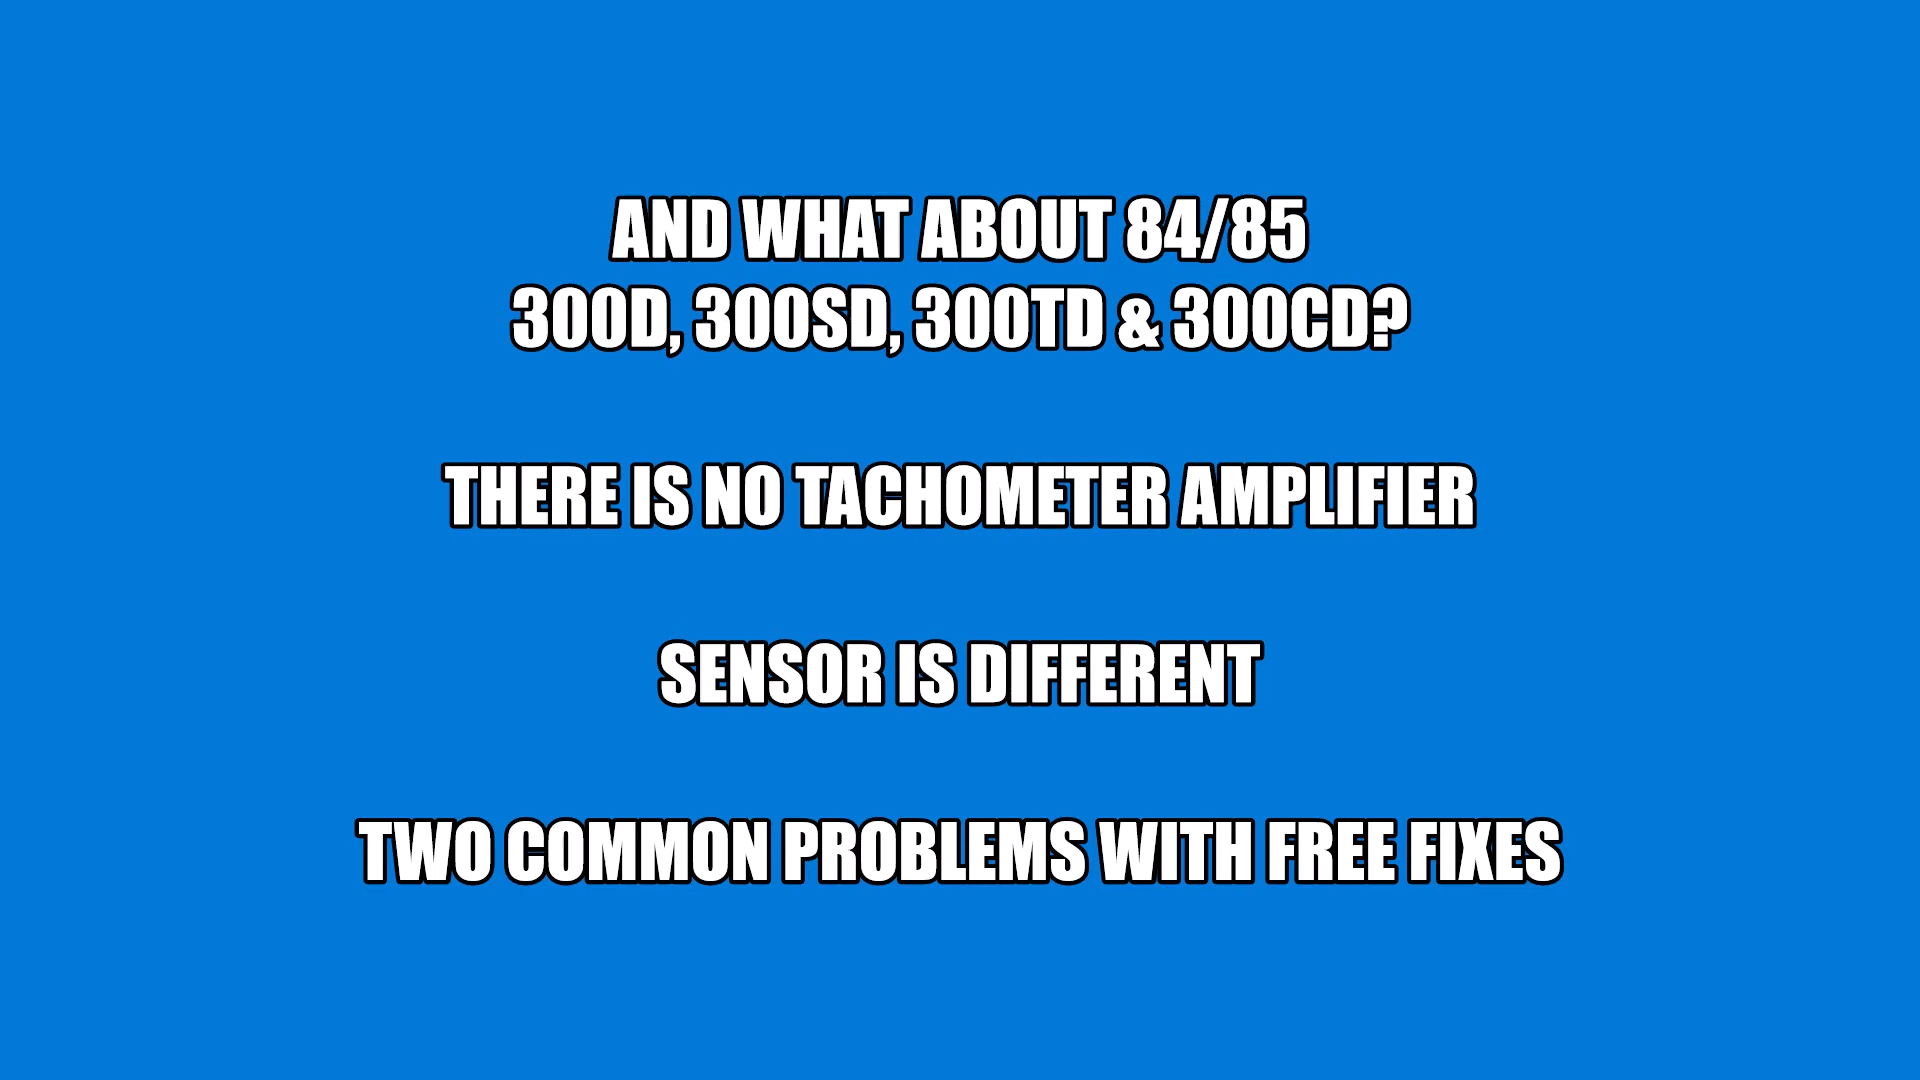 AND WHAT ABOUT 84/85
300D, 300SD, 300TD & 300CD?
THERE IS NO TACHOMETER AMPLIFIER
SENSOR IS DIFFERENT
TWO COMMON PROBLEMS WITH FREE FIXES